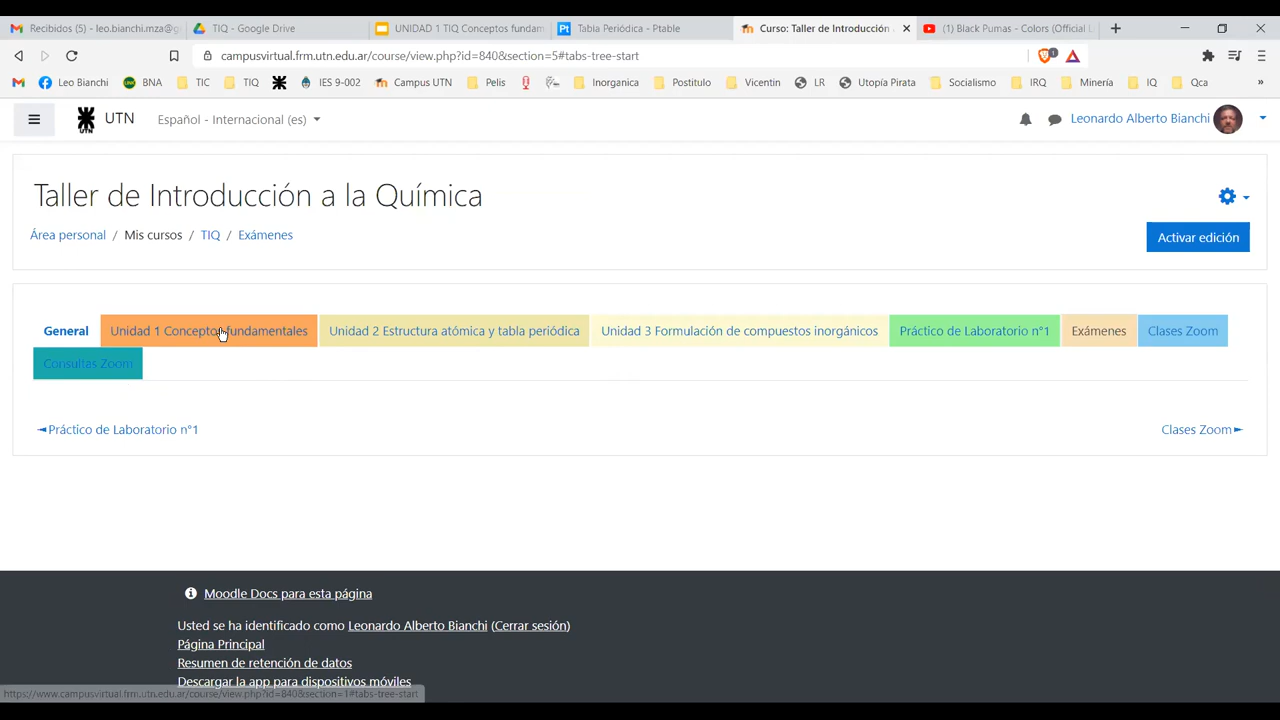 Recibidos (5) - leo.bianchi.mza@g
TIQ - Google Drive
UNIDAD 1 TIQ Conceptos fundam
Tabla Periódica - Ptable
Curso: Taller de Introducción
(1) Black Pumas - Colors (Official L
campusvirtual.frm.utn.edu.ar/course/view.php?id=840&section=5#tabs-tree-start
Leo Bianchi
BNA
TIC
TIQ
IES 9-002
Campus UTN
Pelis
Inorganica
Postitulo
Vicentin
LR
Utopía Pirata
Socialismo
IRQ
Minería
IQ
Qca
»
UTN
Español - Internacional (es)
Leonardo Alberto Bianchi
Taller de Introducción a la Química
Área personal / Mis cursos / TIQ / Exámenes
Activar edición
General
Unidad 1 Conceptos fundamentales
Unidad 2 Estructura atómica y tabla periódica
Unidad 3 Formulación de compuestos inorgánicos
Práctico de Laboratorio n°1
Exámenes
Clases Zoom
Consultas Zoom
◄Práctico de Laboratorio n°1
Clases Zoom►
Moodle Docs para esta página
Usted se ha identificado como Leonardo Alberto Bianchi (Cerrar sesión)
Página Principal
Resumen de retención de datos
Descargar la app para dispositivos móviles
https://www.campusvirtual.frm.utn.edu.ar/course/view.php?id=840&section=1#tabs-tree-start